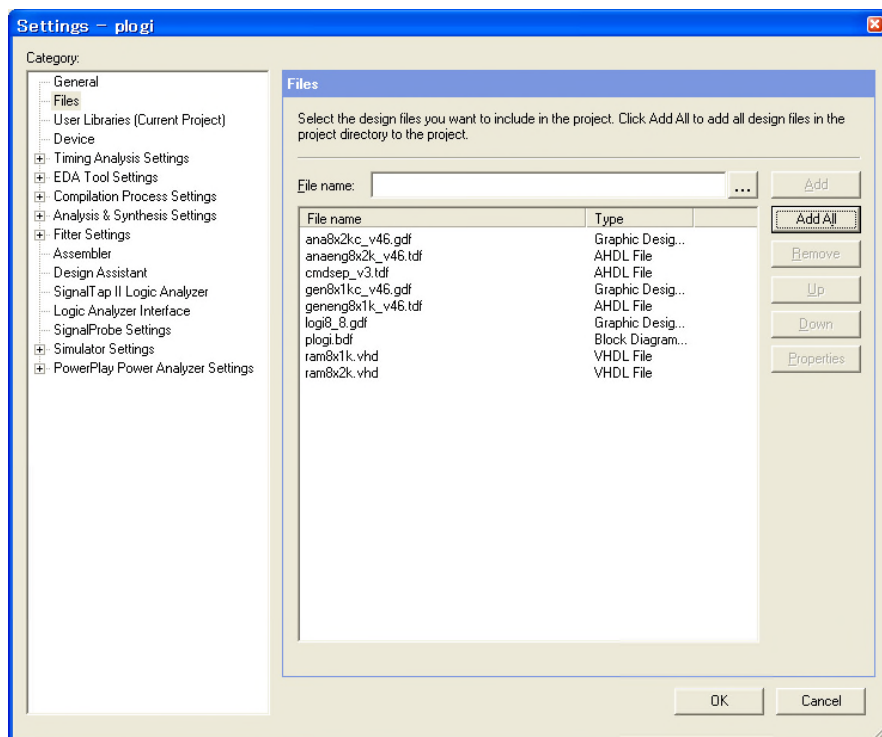 Settings - plogi
Category:
General
Files
User Libraries (Current Project)
Device
Timing Analysis Settings
EDA Tool Settings
Compilation Process Settings
Analysis & Synthesis Settings
Fitter Settings
Assembler
Design Assistant
SignalTap II Logic Analyzer
Logic Analyzer Interface
SignalProbe Settings
Simulator Settings
PowerPlay Power Analyzer Settings
Files
Select the design files you want to include in the project. Click Add All to add all design files in the
project directory to the project.
File name:
...
Add
File name Type
Add All
ana8x2kc_v46.gdf Graphic Desig...
anaeng8x2k_v46.tdf AHDL File
cmdsep_v3.tdf AHDL File
gen8x1kc_v46.gdf Graphic Desig...
geneng8x1k_v46.tdf AHDL File
logi8_8.gdf Graphic Desig...
plogi.bdf Block Diagram...
ram8x1k.vhd VHDL File
ram8x2k.vhd VHDL File
Remove
Up
Down
Properties
OK
Cancel